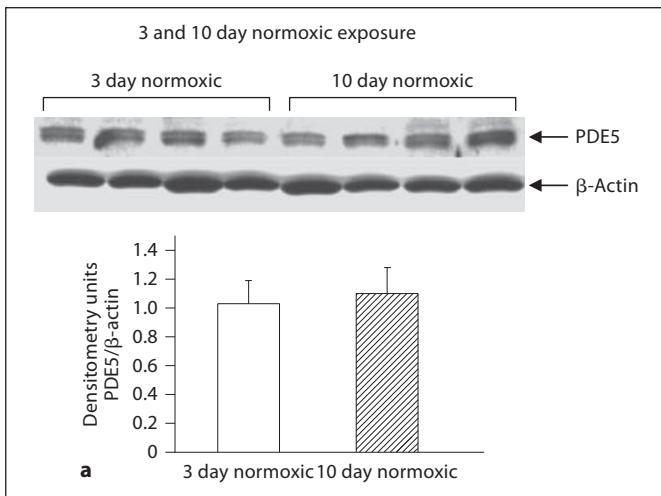 3 and 10 day normoxic exposure
3 day normoxic 10 day normoxic
PDE5
β-Actin
Densitometry units
PDE5/β-actin
1.4
1.2
1.0
0.8
0.6
0.4
0.2
0
a 3 day normoxic 10 day normoxic